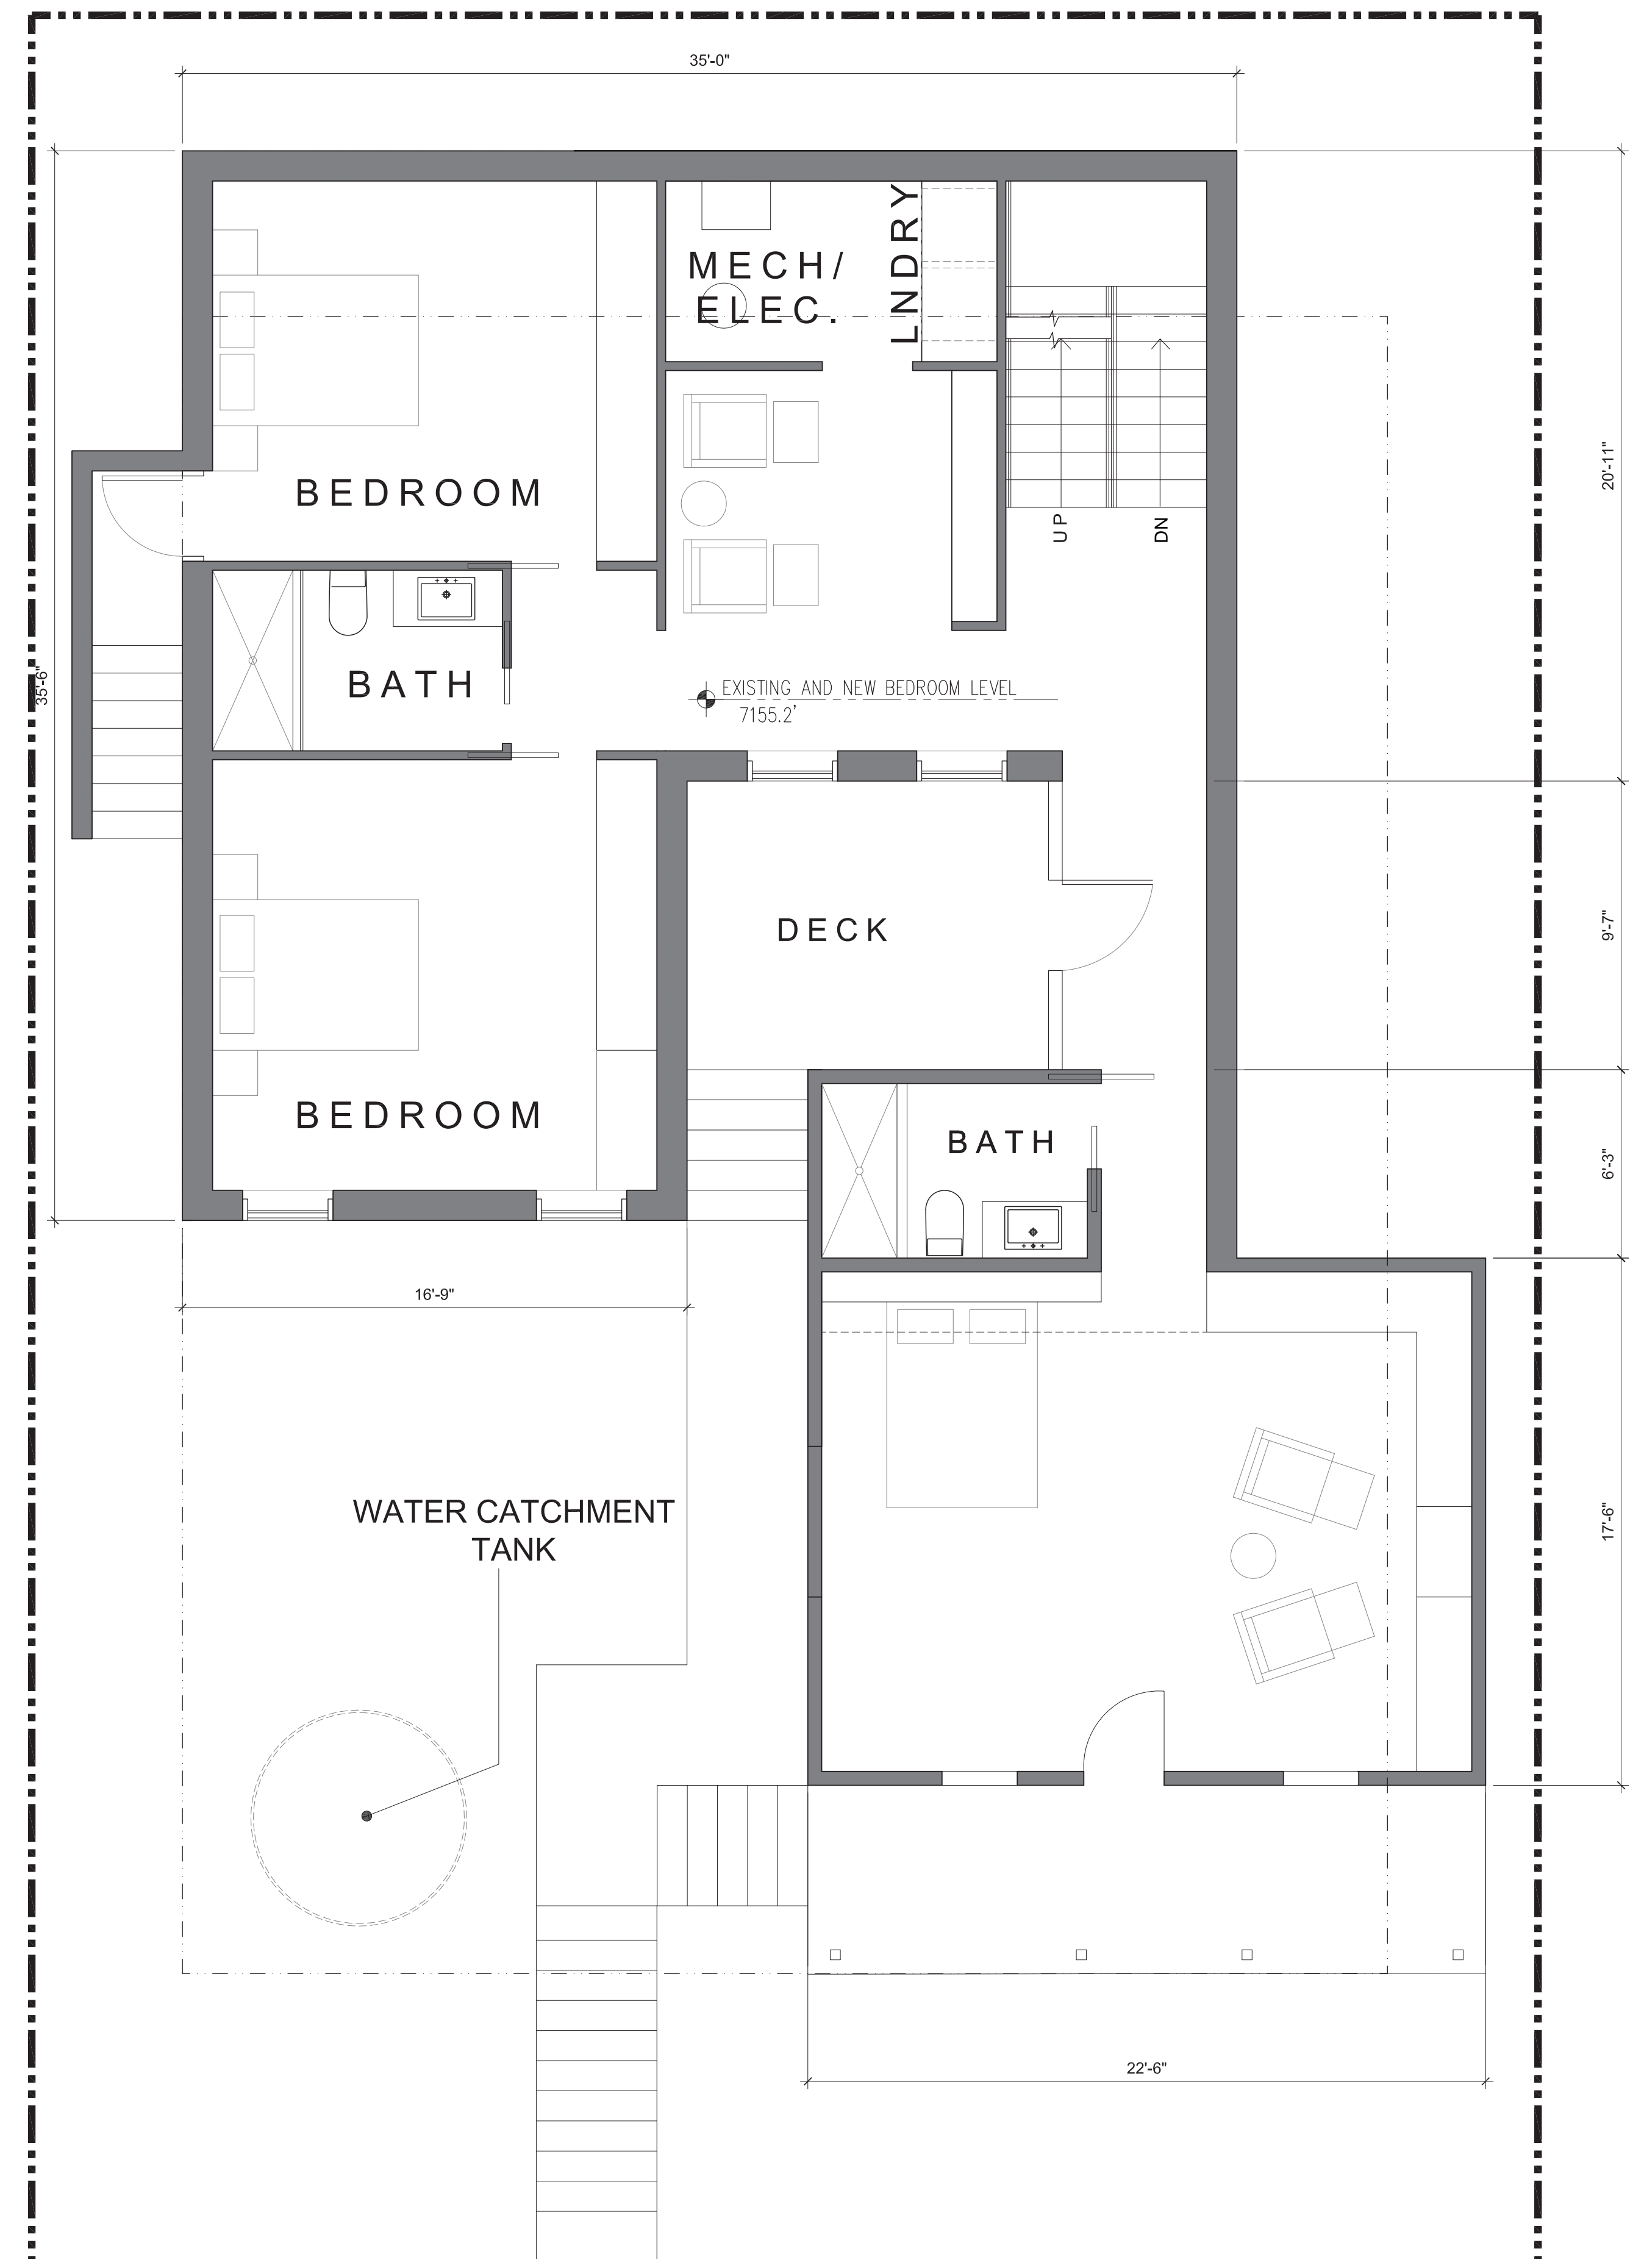 35'-0"
MECH/
ELEC.
LNDRY
BEDROOM
20'-11"
UP
DN
35'-6"
BATH
EXISTING AND NEW BEDROOM LEVEL
7155.2'
DECK
9'-7"
BEDROOM
BATH
6'-3"
16'-9"
WATER CATCHMENT
TANK
17'-6"
22'-6"